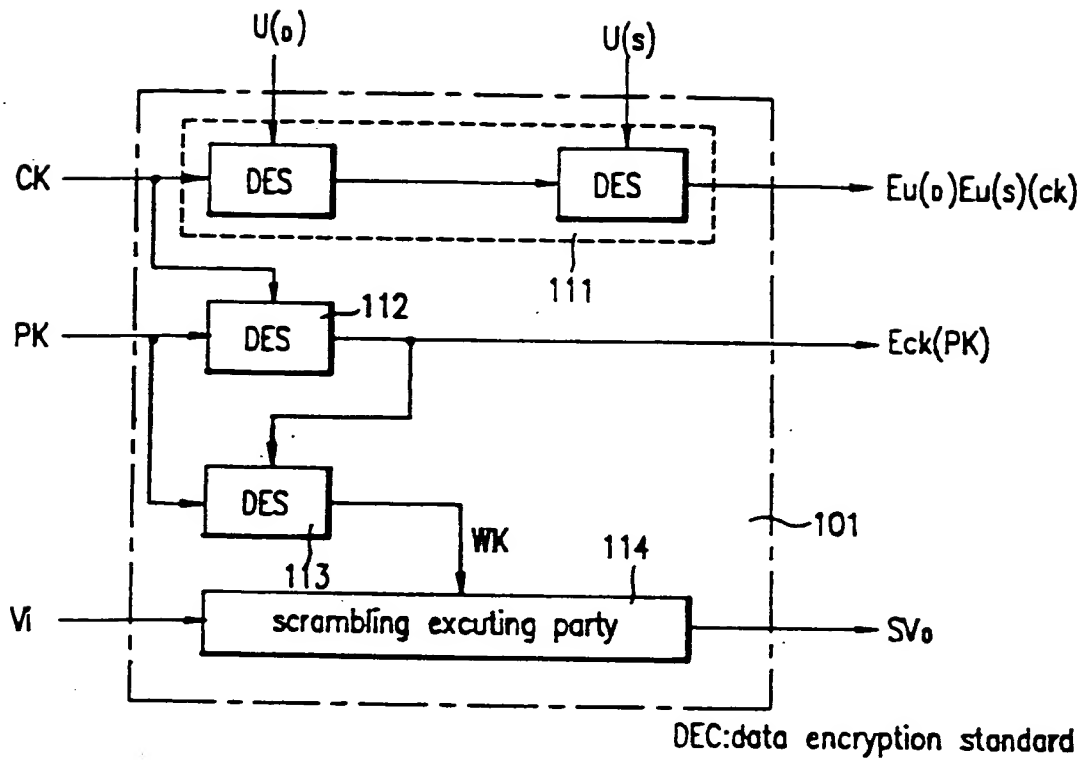 U(D) U(s)
CK DES DES Eu(D)Eu(s)(ck)
111
112
PK DES Eck(PK)
DES
WK
101
113
114
Vi scrambling excuting party SVD
DEC:data encryption standard